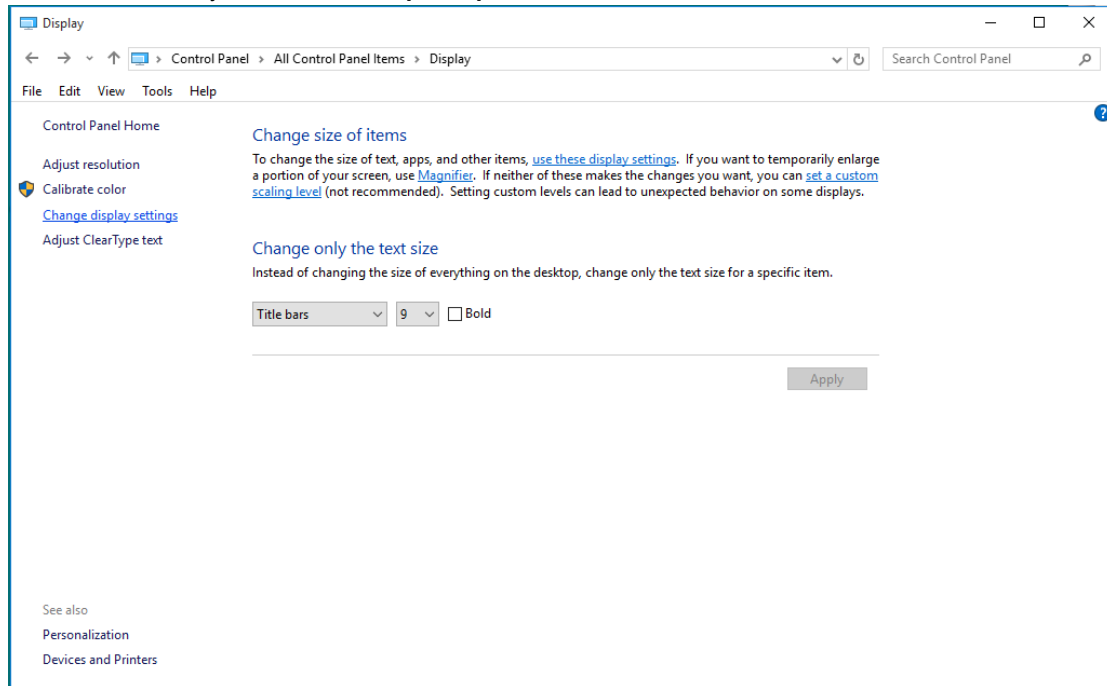 Display
Control Panel > All Control Panel Items > Display
Search Control Panel
File Edit View Tools Help
Control Panel Home
Adjust resolution
Calibrate color
Change display settings
Adjust ClearType text
Change size of items
To change the size of text, apps, and other items, use these display settings. If you want to temporarily enlarge
a portion of your screen, use Magnifier. If neither of these makes the changes you want, you can set a custom
scaling level (not recommended). Setting custom levels can lead to unexpected behavior on some displays.
Change only the text size
Instead of changing the size of everything on the desktop, change only the text size for a specific item.
Title bars 9 Bold
Apply
See also
Personalization
Devices and Printers